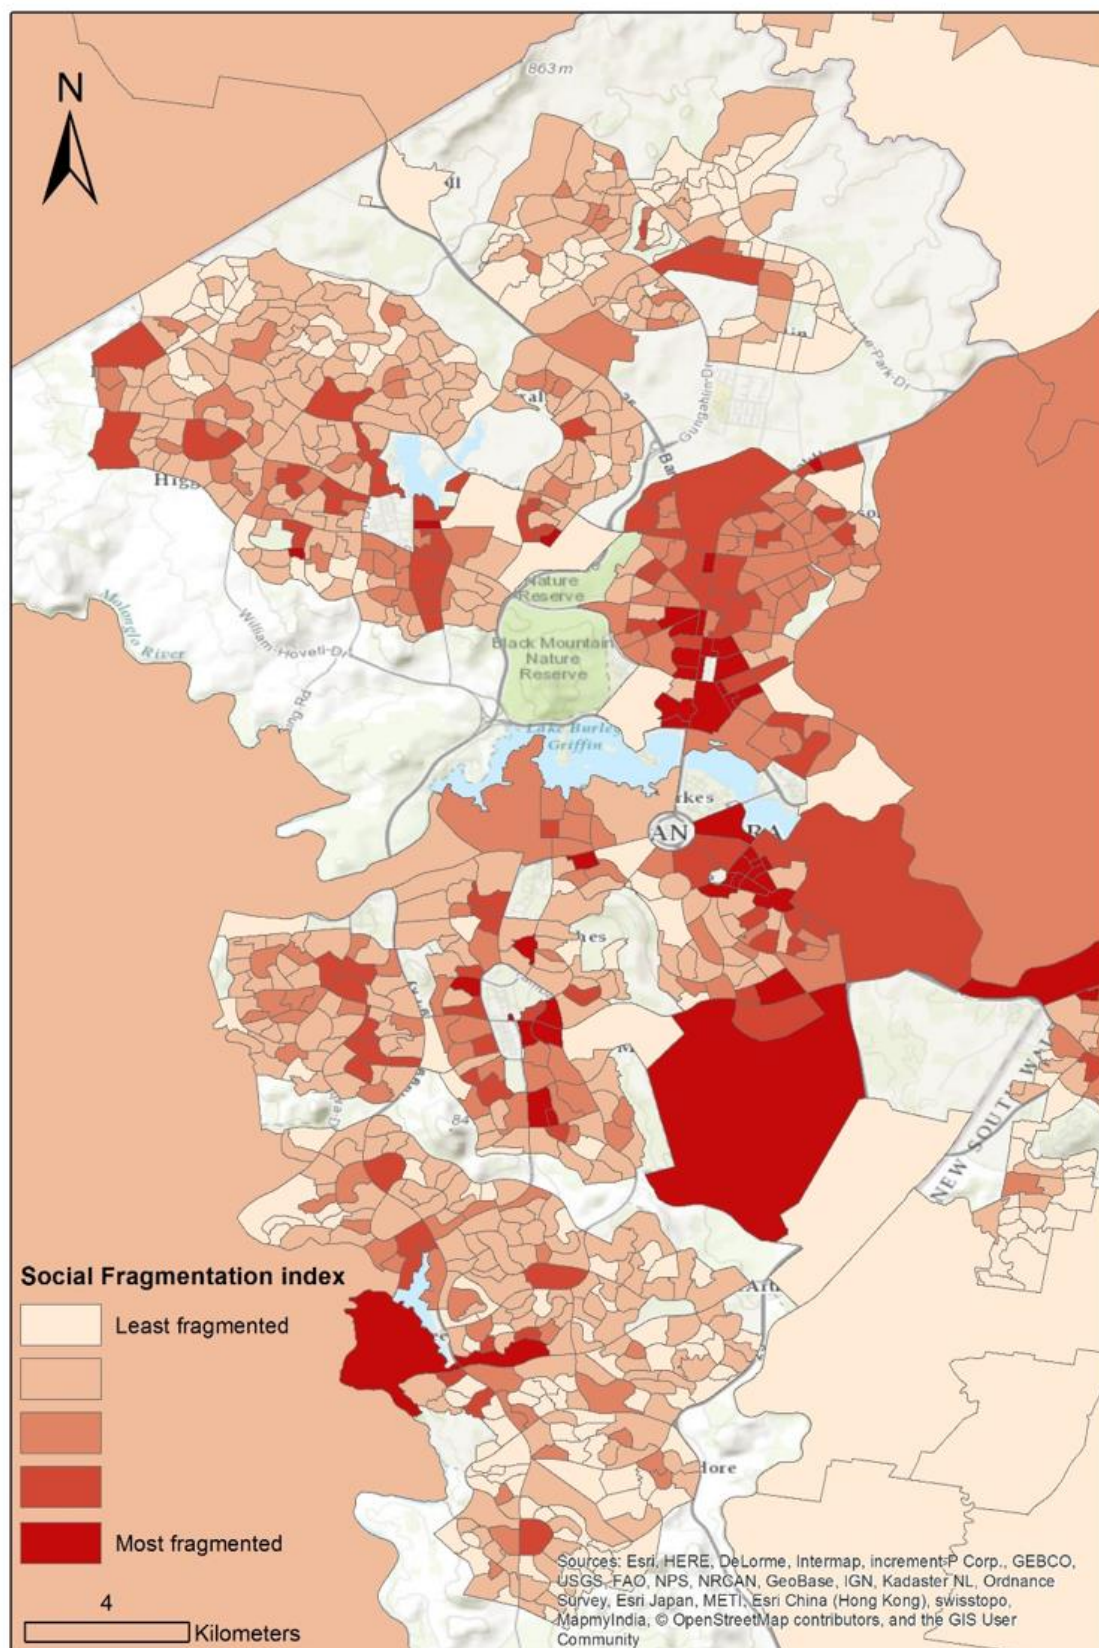 863 m
N
Gungahlin Dr
Molonglo River
William Hovell Dr
Nature
Reserve
Black Mountain
Nature
Reserve
Lake Burley
Griffin
NEW SOUTH WAL
84
Social Fragmentation index
Least fragmented
Most fragmented
4
Kilometers
Sources: Esri, HERE, DeLorme, Intermap, increment P Corp., GEBCO,
USGS, FAO, NPS, NRCAN, GeoBase, IGN, Kadaster NL, Ordnance
Survey, Esri Japan, METI, Esri China (Hong Kong), swisstopo,
MapmyIndia, © OpenStreetMap contributors, and the GIS User
Community